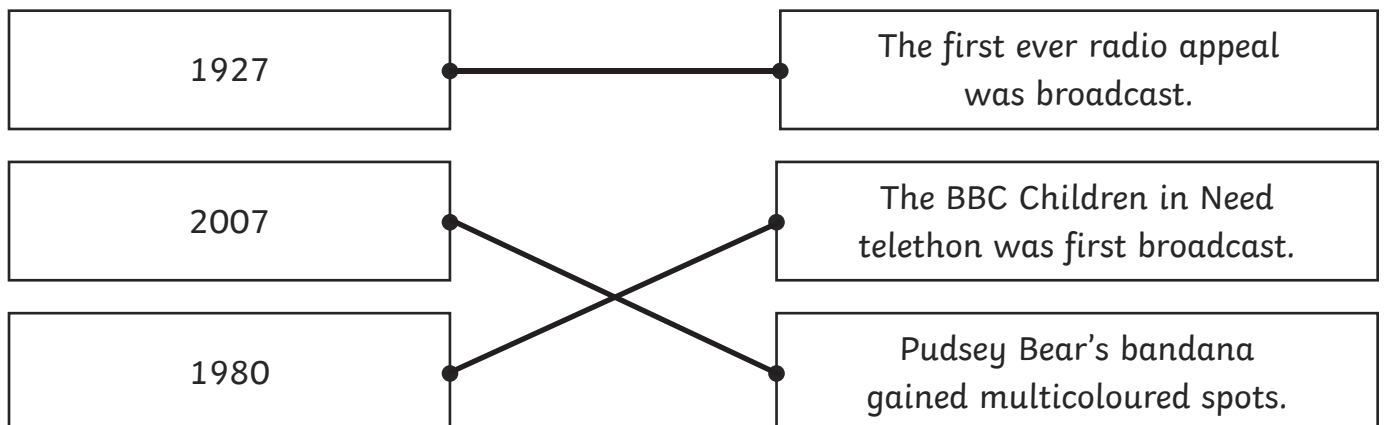 1927
The first ever radio appeal
was broadcast.
2007
The BBC Children in Need
telethon was first broadcast.
1980
Pudsey Bear’s bandana
gained multicoloured spots.